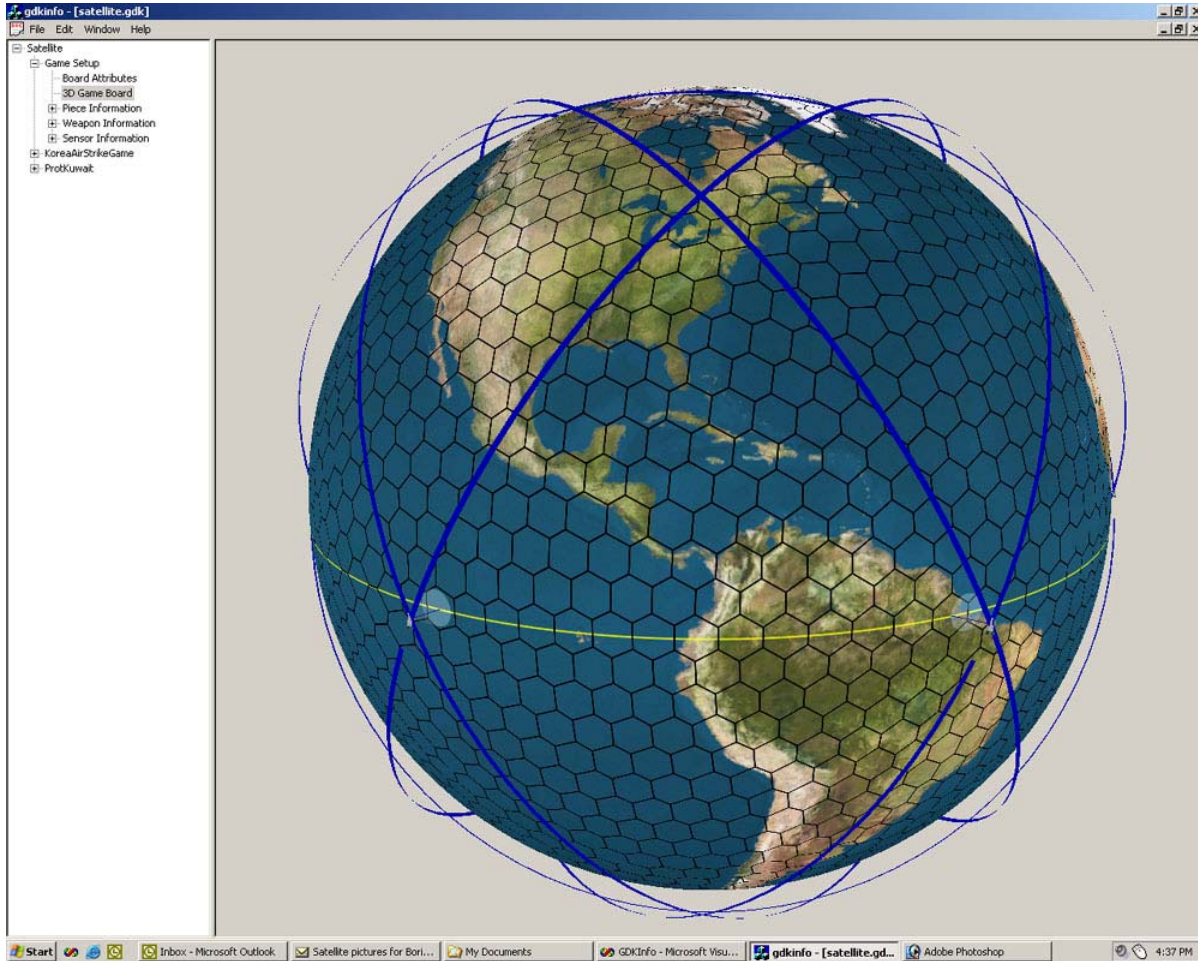 gdkinfo - [satellite.gdk]
File Edit Window Help
Satellite
Game Setup
Board Attributes
3D Game Board
Piece Information
Weapon Information
Sensor Information
KoreaAirStrikeGame
ProtKuwait
Start
Inbox - Microsoft Outlook
Satellite pictures for Bori...
My Documents
GDKInfo - Microsoft Visu...
gdkinfo - [satellite.gd...
Adobe Photoshop
4:37 PM